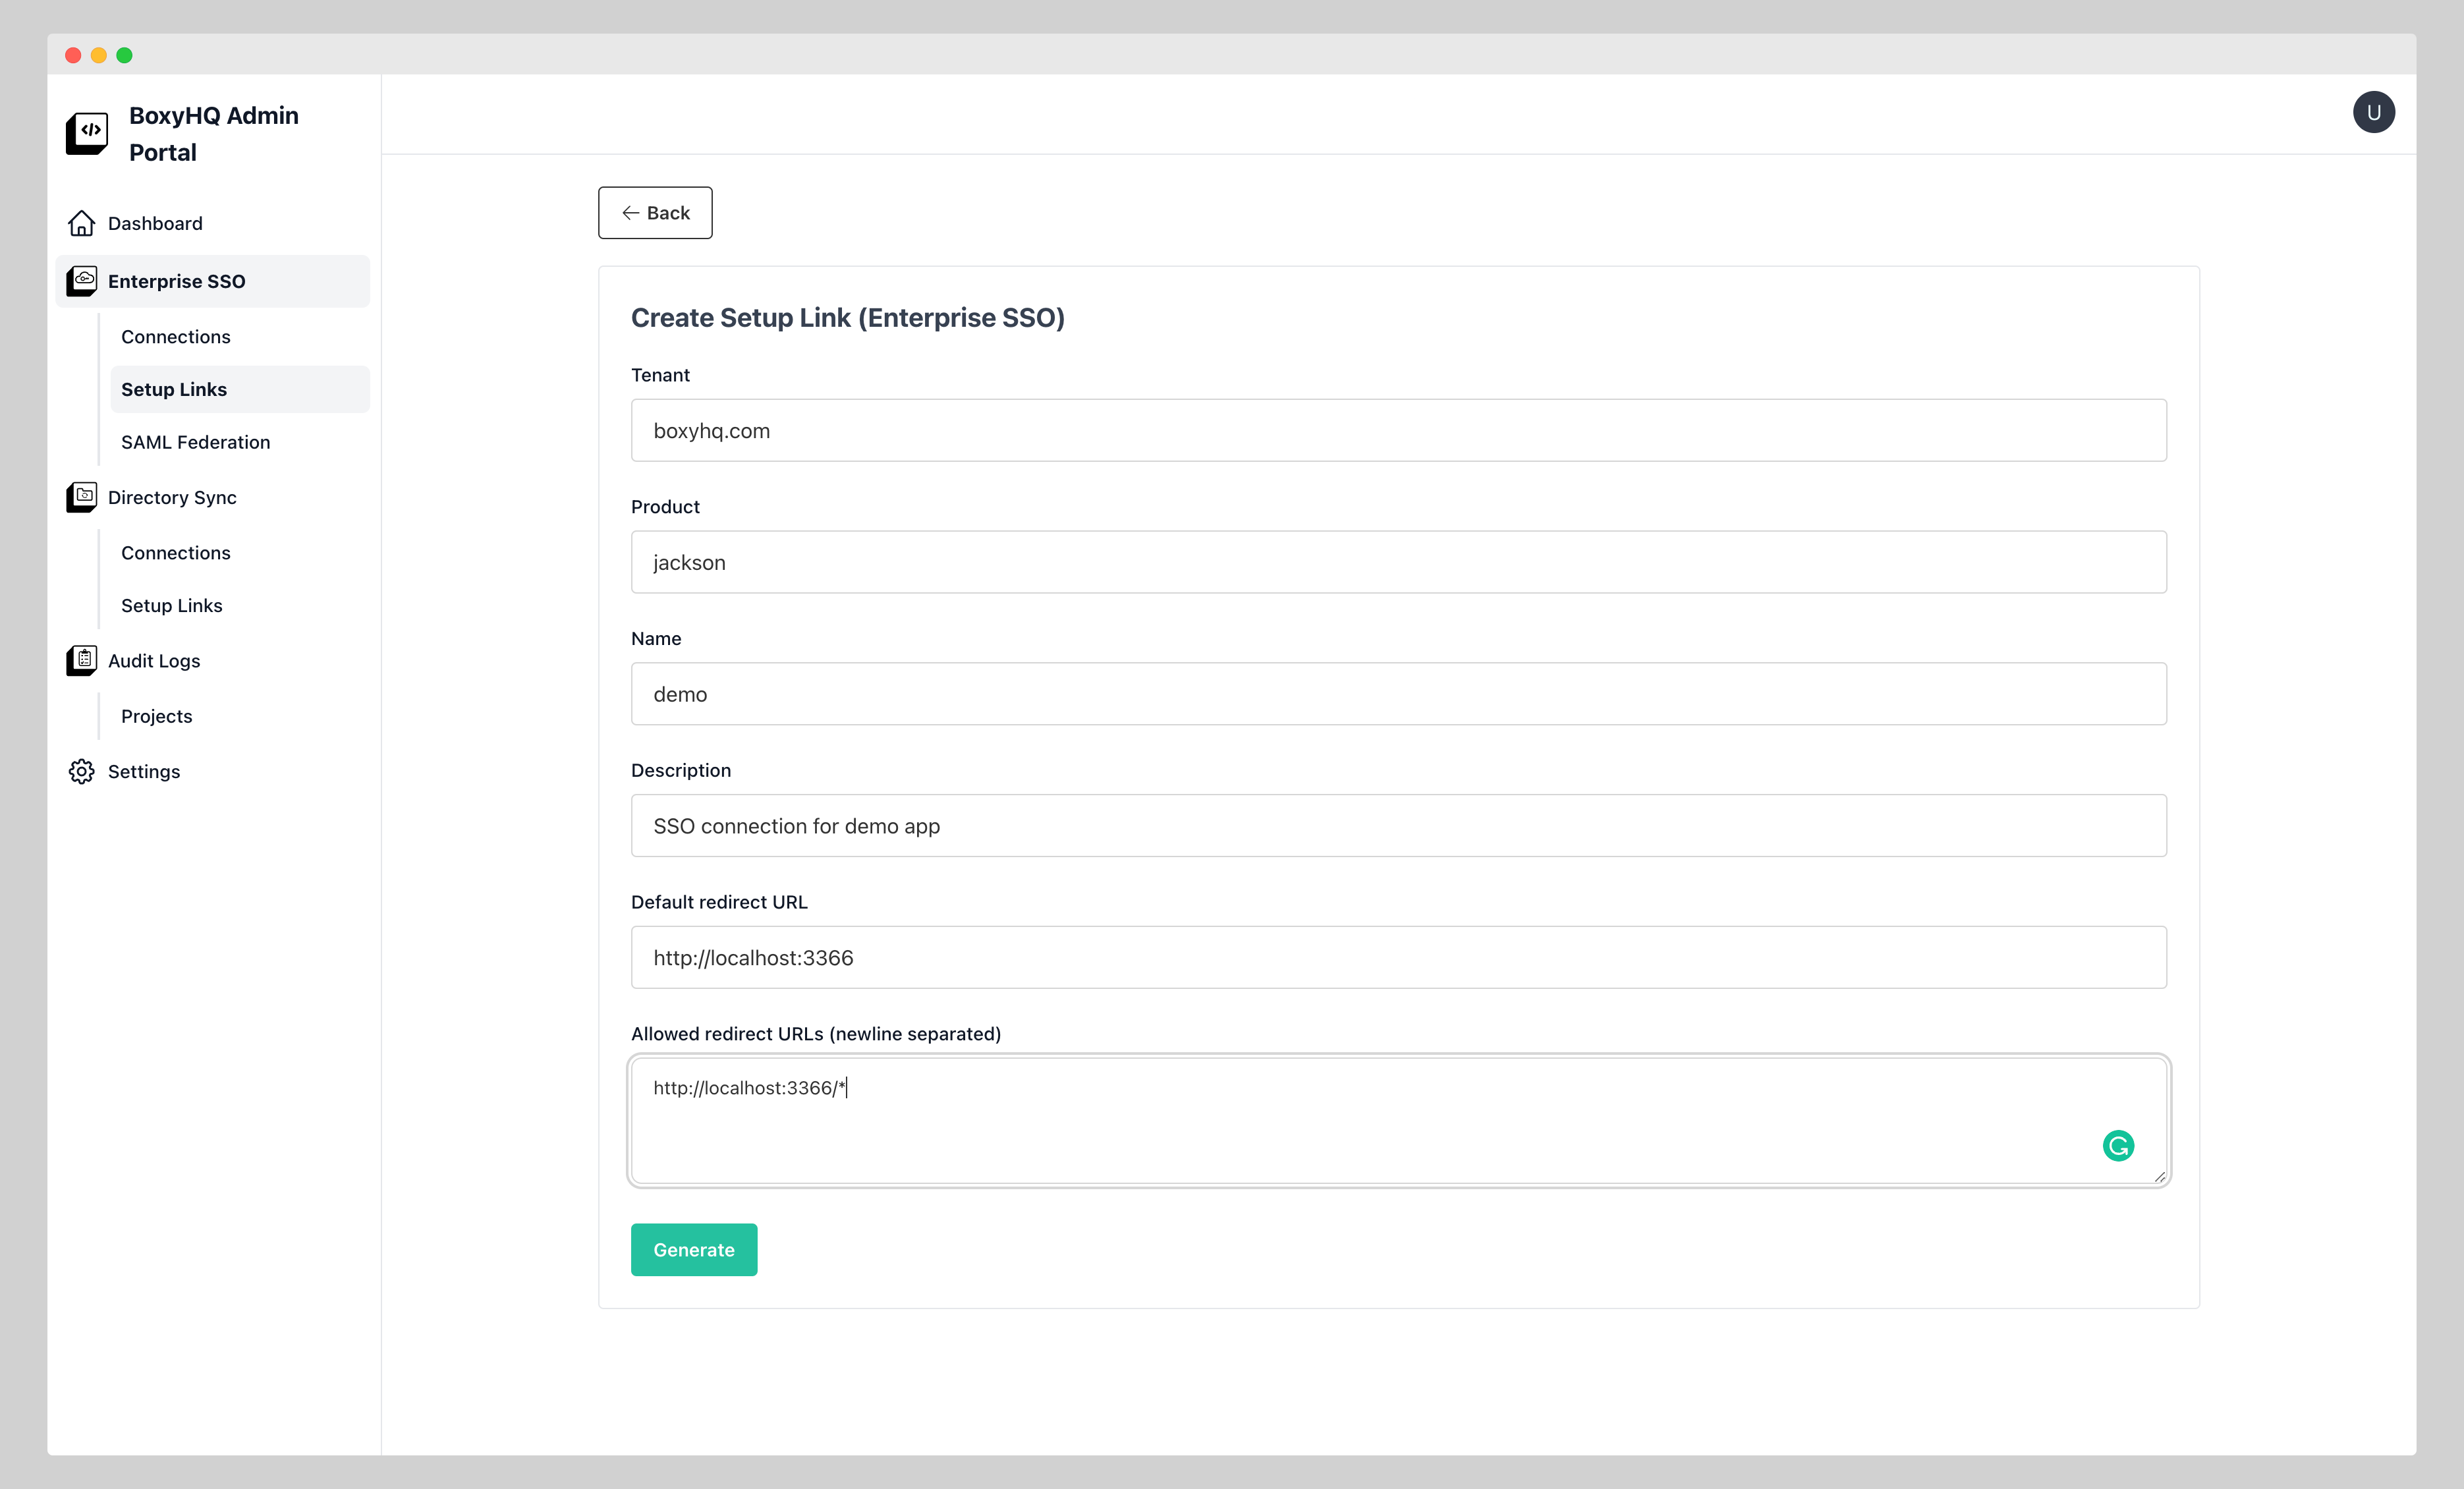 BoxyHQ Admin
Portal
Dashboard
Enterprise SSO
Connections
Setup Links
SAML Federation
Directory Sync
Connections
Setup Links
Audit Logs
Projects
Settings
U
← Back
Create Setup Link (Enterprise SSO)
Tenant
boxyhq.com
Product
jackson
Name
demo
Description
SSO connection for demo app
Default redirect URL
http://localhost:3366
Allowed redirect URLs (newline separated)
http://localhost:3366/*
Generate